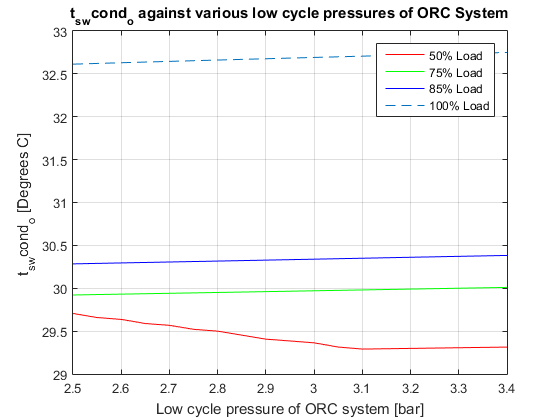 t_sw cond_o against various low cycle pressures of ORC System
33
32.5
32
31.5
31
30.5
30
29.5
29
t_sw cond_o [Degrees C]
50% Load
75% Load
85% Load
100% Load
2.5 2.6 2.7 2.8 2.9 3 3.1 3.2 3.3 3.4
Low cycle pressure of ORC system [bar]